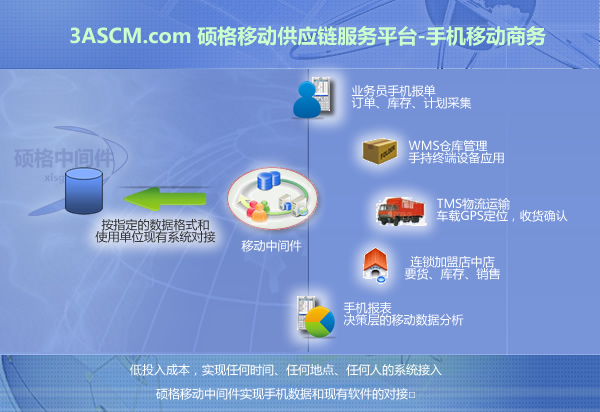 3ASCM.com 硕格移动供应链服务平台-手机移动商务
业务员手机报单
订单、库存、计划采集
WMS仓库管理
手持终端设备应用
硕格中间件
TMS物流运输
车载GPS定位，收货确认
按指定的数据格式和
使用单位现有系统对接
移动中间件
连锁加盟店中店
要货、库存、销售
手机报表
决策层的移动数据分析
低投入成本，实现任何时间、任何地点、任何人的系统接入
硕格移动中间件实现手机数据和现有软件的对接□